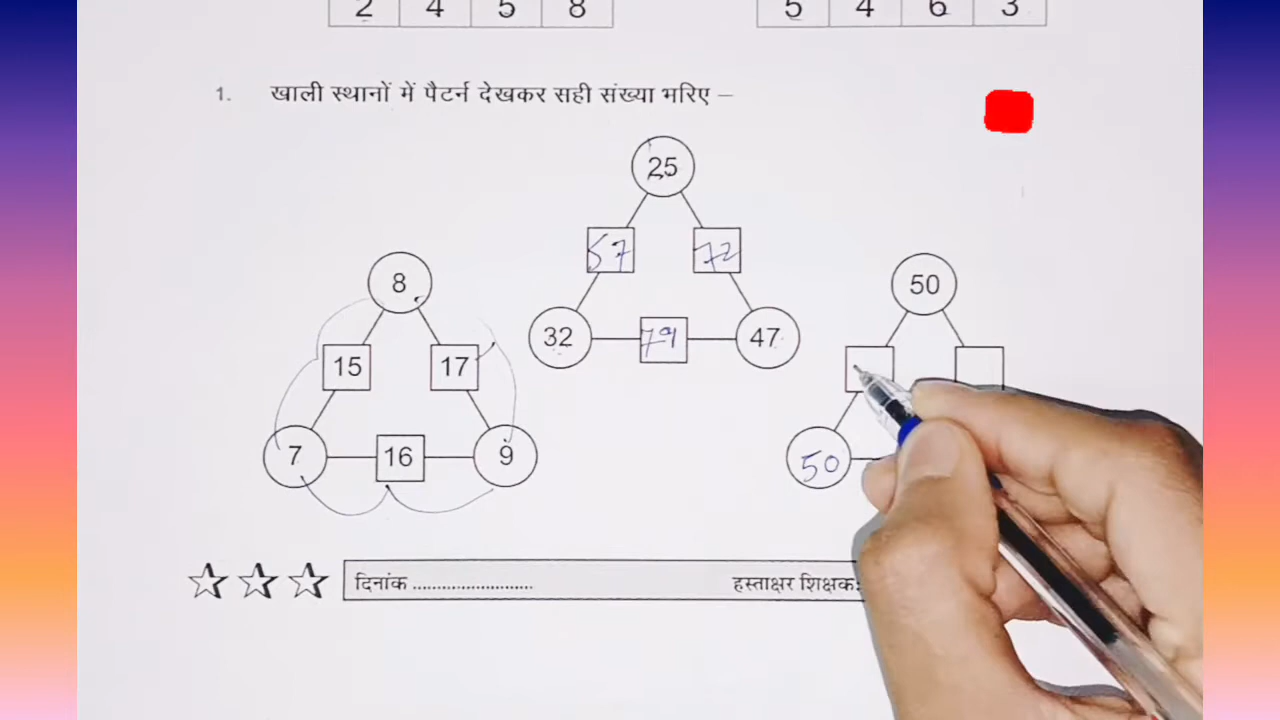 2 4 5 8 5 4 6 3
1. खाली स्थानों में पैटर्न देखकर सही संख्या भरिए –
25
57 72
32 79 47
8
15 17
7 16 9
50
50
दिनांक ........................ हस्ताक्षर शिक्षक: